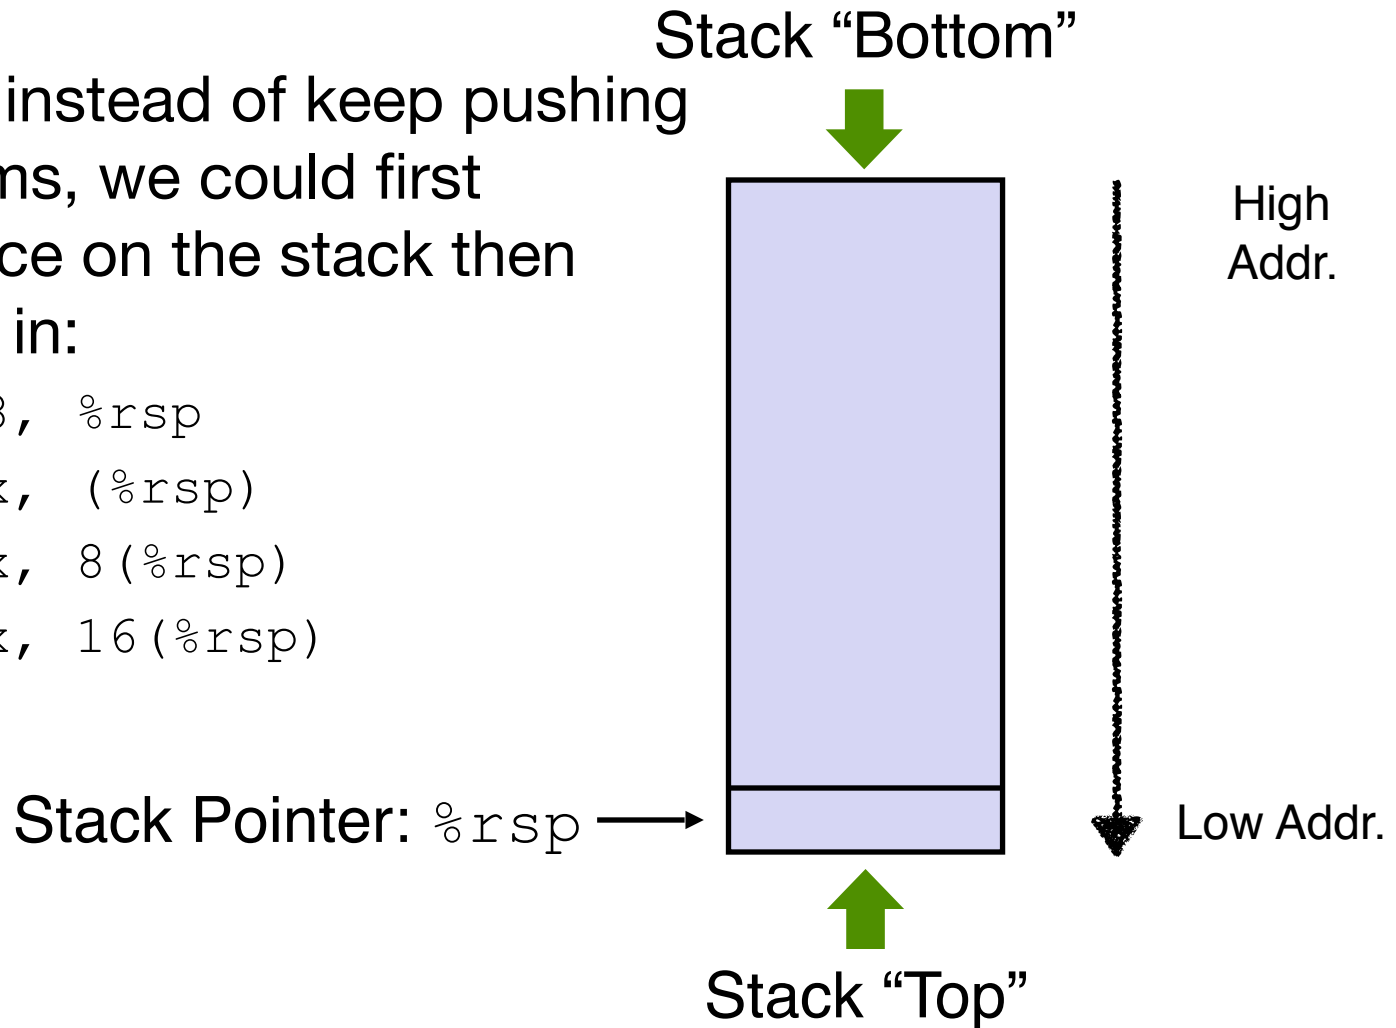 Stack “Bottom”
instead of keep pushing
ms, we could first
ce on the stack then
in:
, %rsp
, (%rsp)
, 8(%rsp)
, 16(%rsp)
High
Addr.
Stack Pointer: %rsp
Low Addr.
Stack “Top”